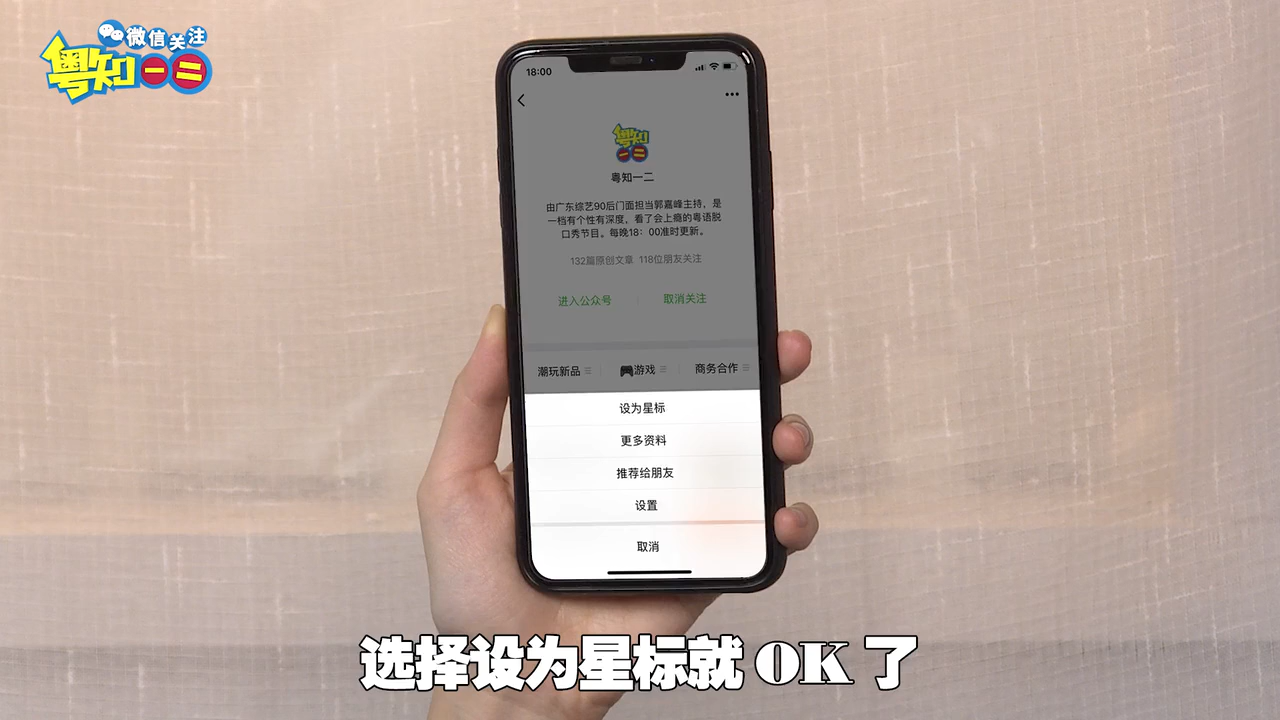 微信关注
粤知一二
18:00
粤知
一二
粤知一二
由广东综艺90后门面担当郭嘉峰主持，是
一档有个性有深度，看了会上瘾的粤语脱
口秀节目。每晚18：00准时更新。
132篇原创文章 118位朋友关注
进入公众号 取消关注
潮玩新品 游戏 商务合作
设为星标
更多资料
推荐给朋友
设置
取消
选择设为星标就 OK 了